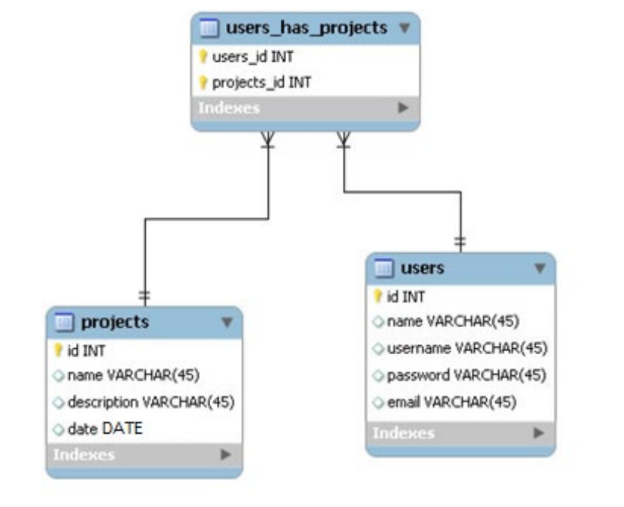 users_has_projects
users_id INT
projects_id INT
Indexes
projects
id INT
name VARCHAR(45)
description VARCHAR(45)
date DATE
Indexes
users
id INT
name VARCHAR(45)
username VARCHAR(45)
password VARCHAR(45)
email VARCHAR(45)
Indexes